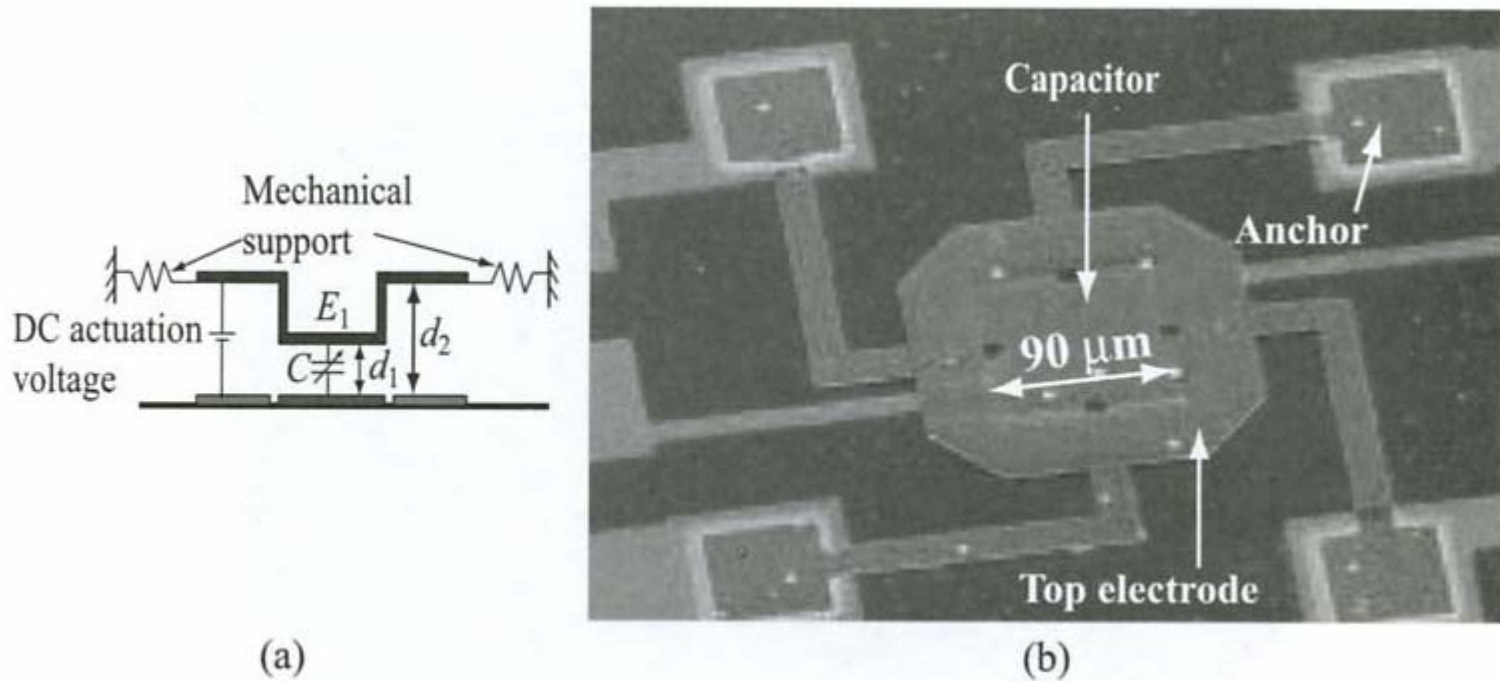 Mechanical
support
DC actuation
voltage
E₁
C
d₁
d₂
(a)
Capacitor
Anchor
90 μm
Top electrode
(b)